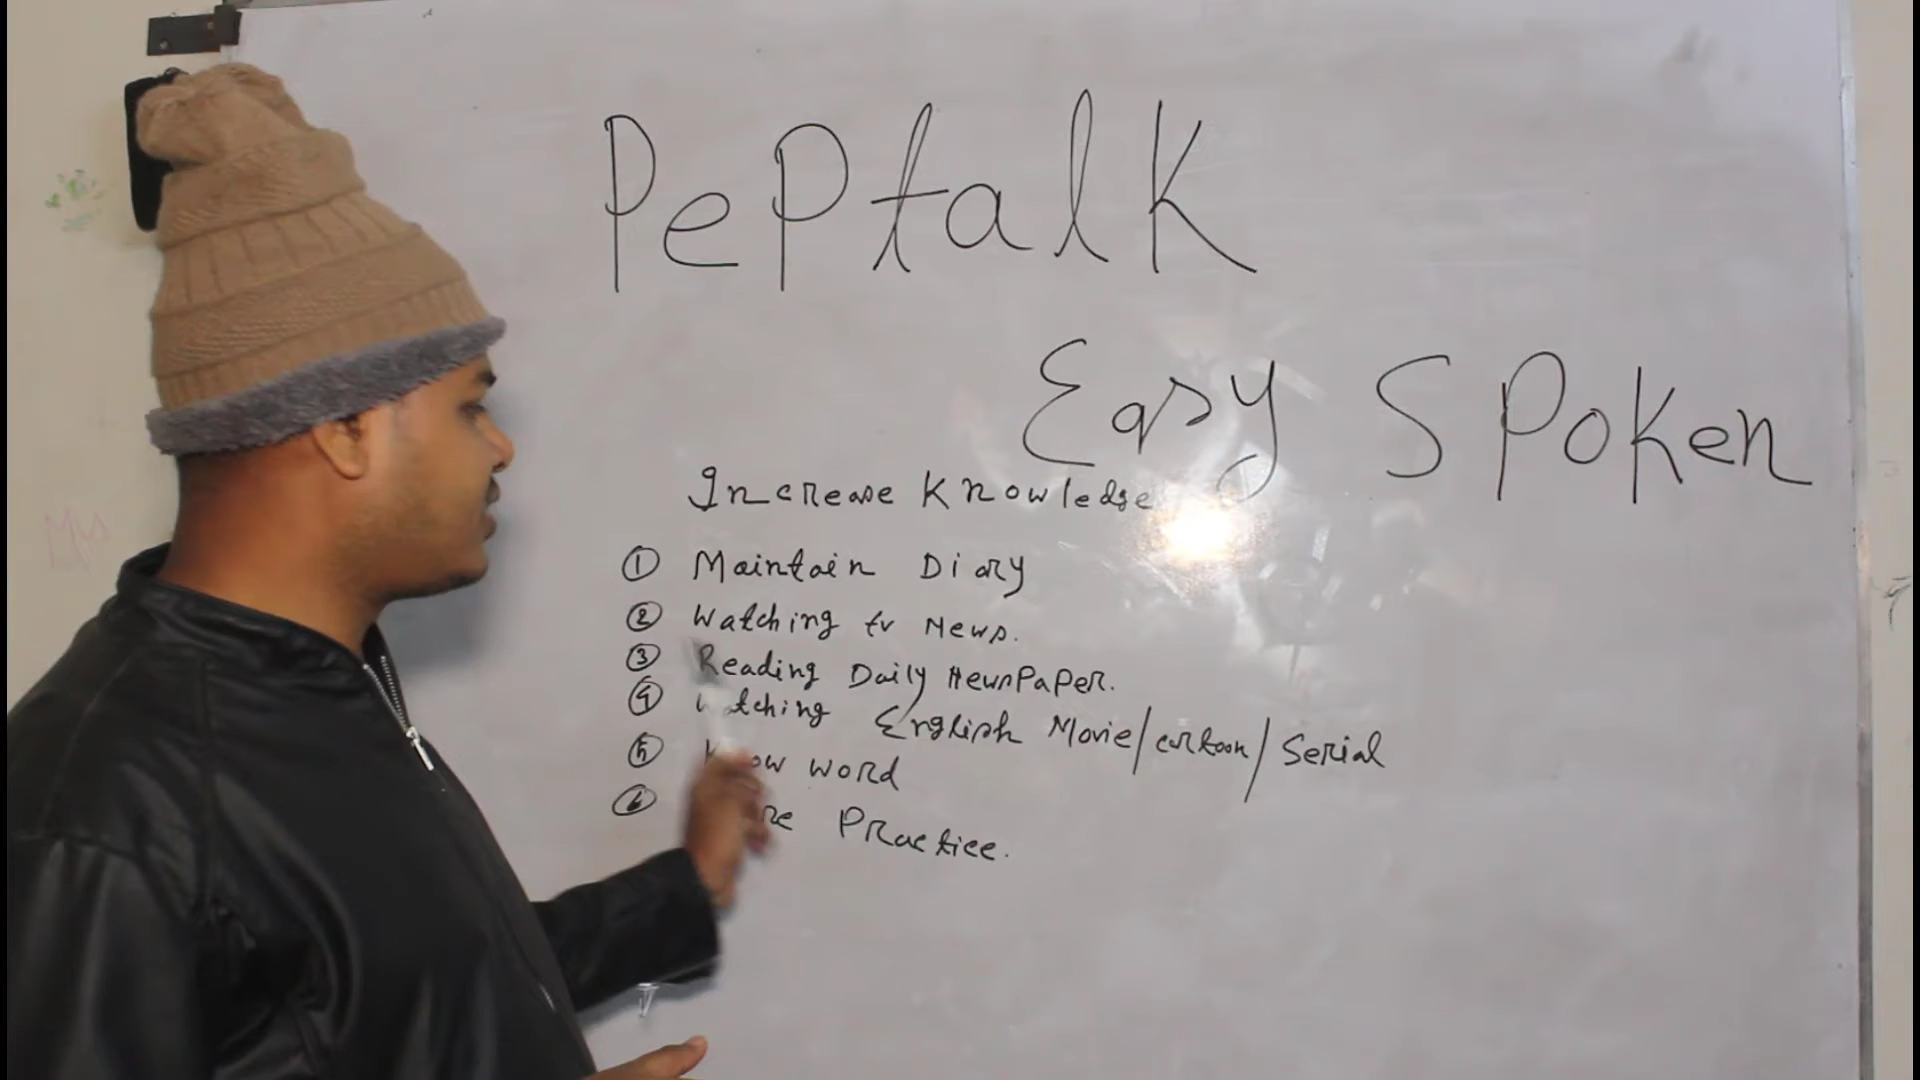 PePtalK
Easy SPoKen
Increase Knowledge
① Maintain Diary
② Watching tv News.
③ Reading Daily NewsPaPer.
④ Watching English Movie/cartoon/Serial
⑤ Know word
⑥ Practice.